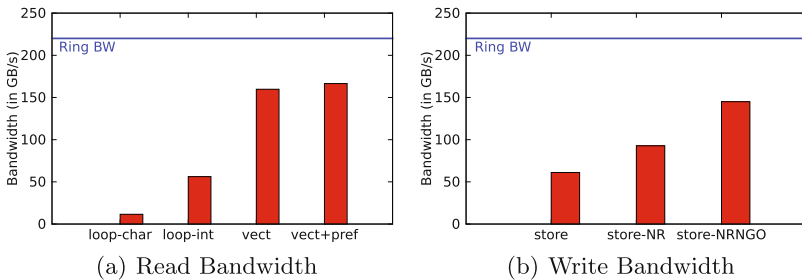 250
200
150
100
50
0
Bandwidth (in GB/s)
Ring BW
loop-char loop-int vect vect+pref
(a) Read Bandwidth
250
200
150
100
50
0
Bandwidth (in GB/s)
Ring BW
store store-NR store-NRNGO
(b) Write Bandwidth